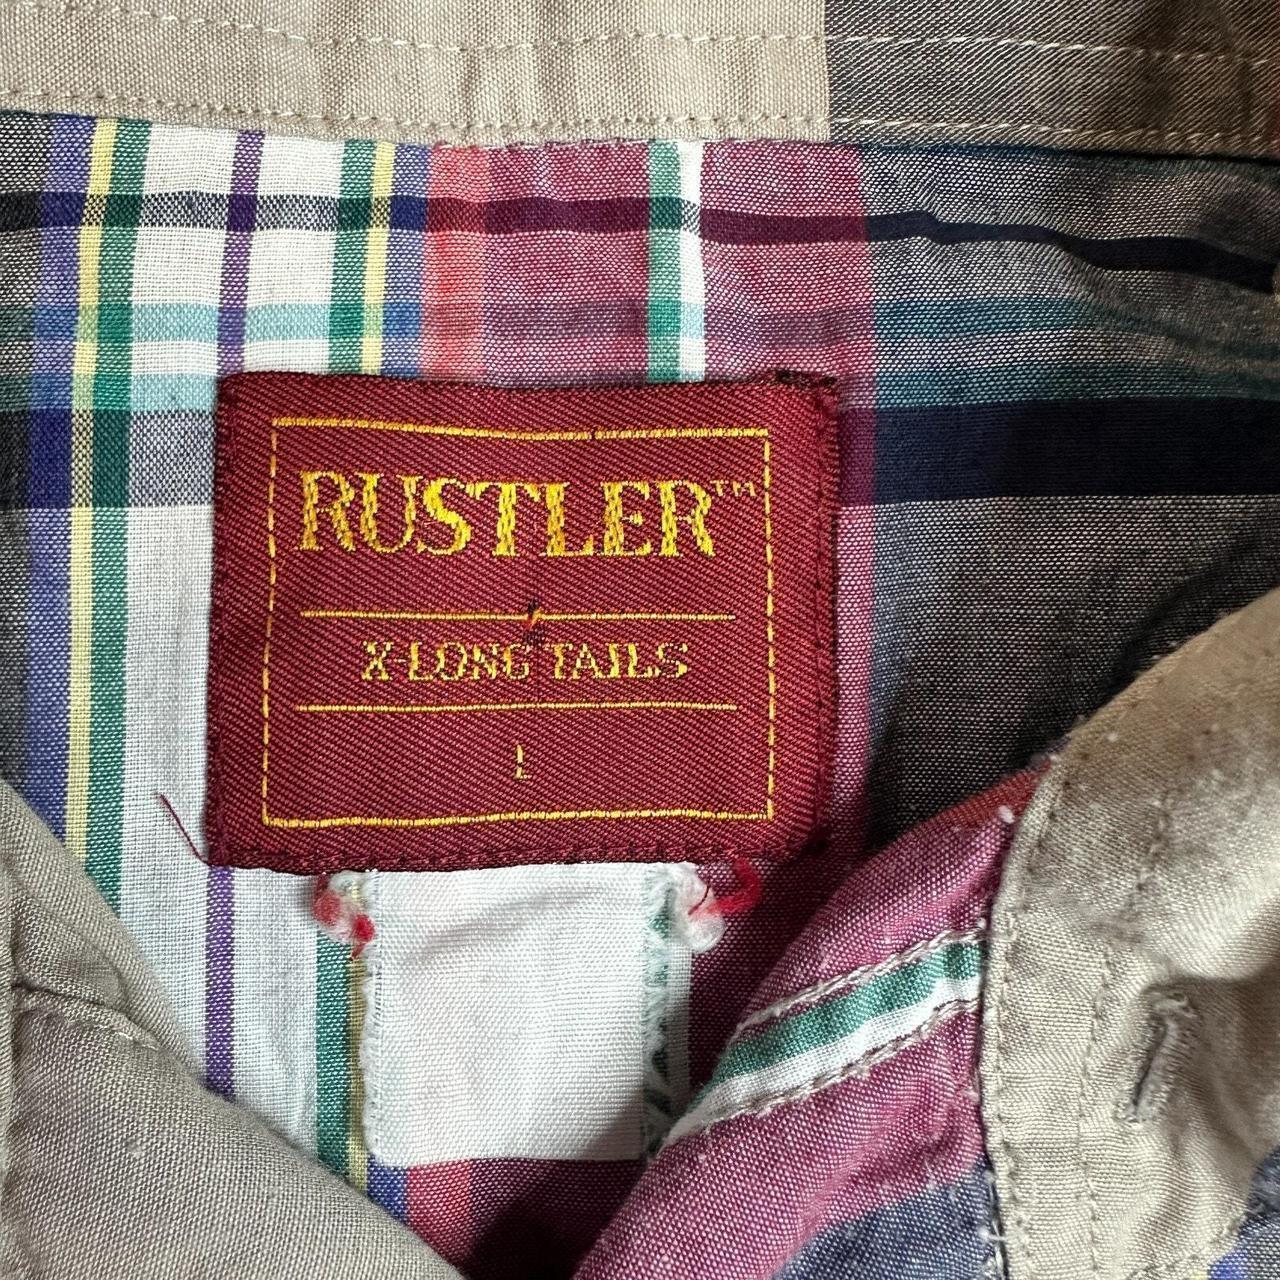 RUSTLER™
X-LONG TAILS
L